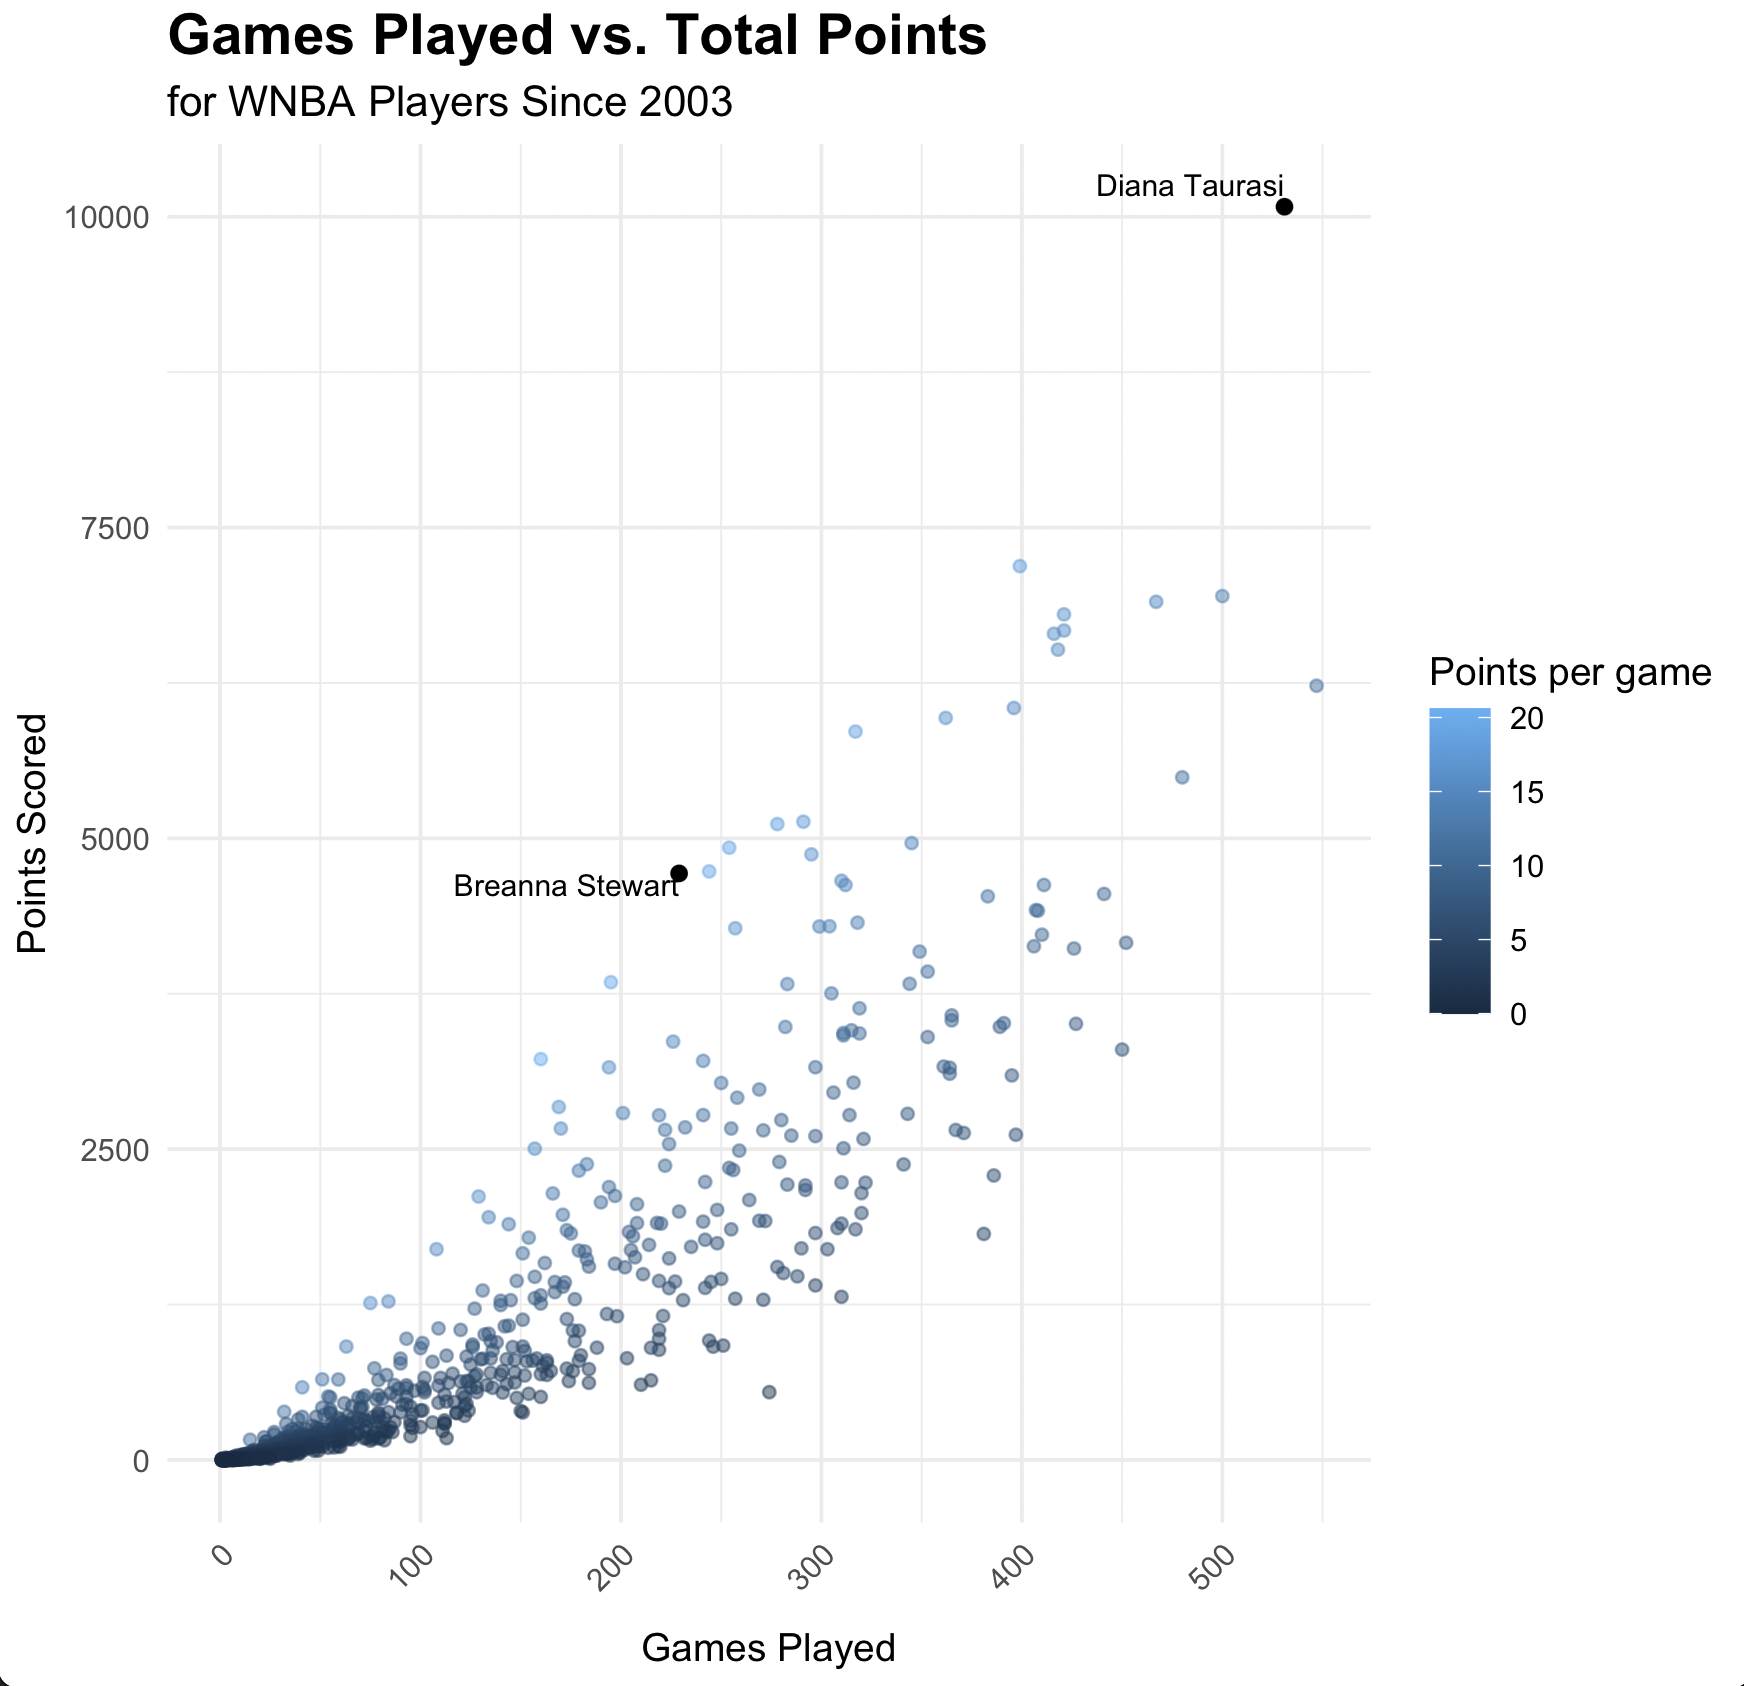 Games Played vs. Total Points
for WNBA Players Since 2003
Diana Taurasi
10000
7500
Points per game
20
15
10
5
0
Points Scored
5000
Breanna Stewart
2500
0
0
100
200
300
400
500
Games Played